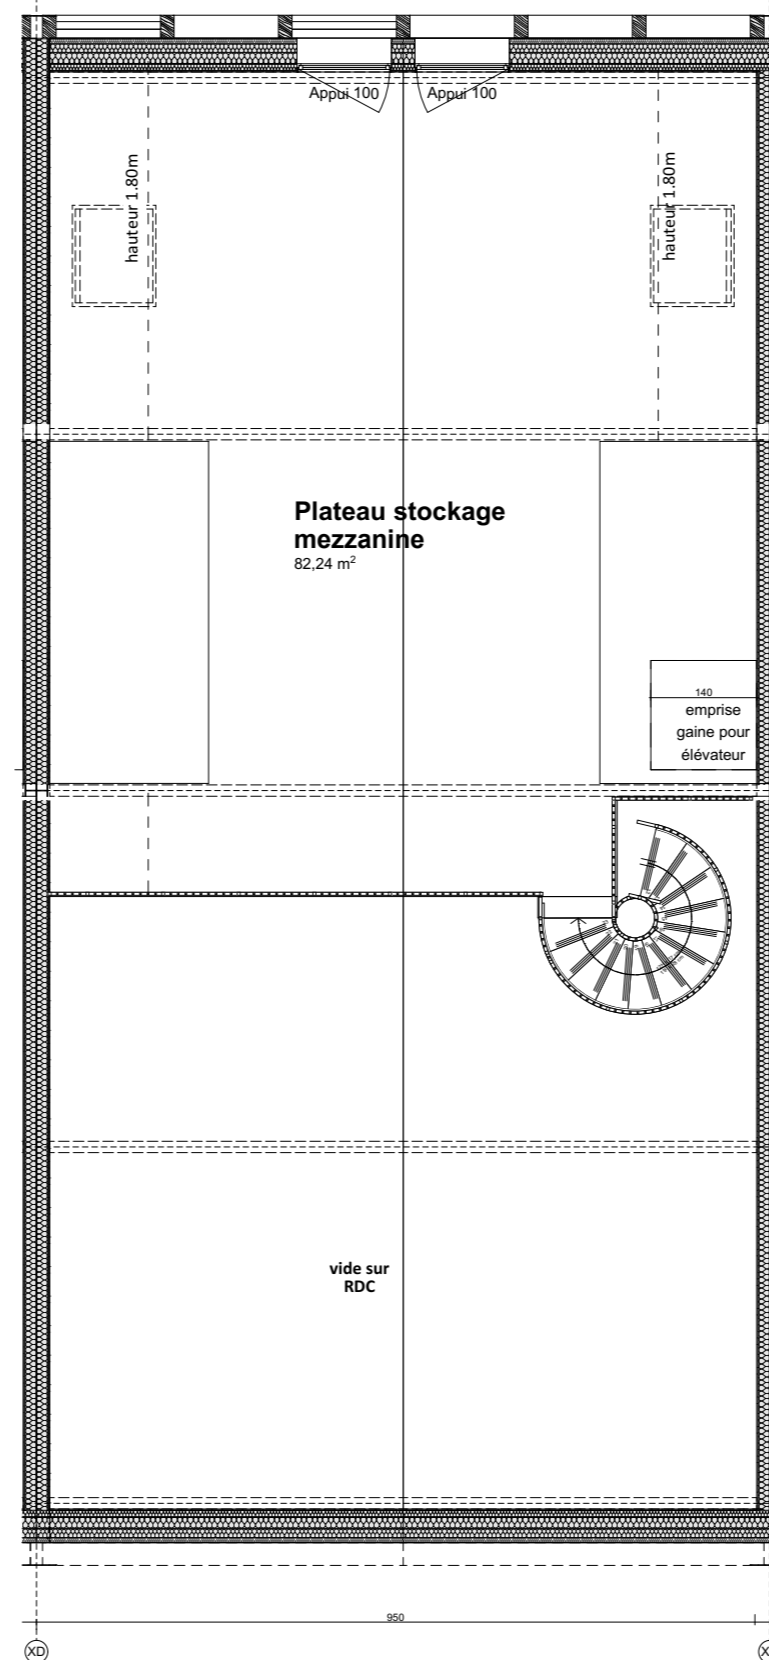 Appui 100
Appui 100
hauteur 1.80m
hauteur 1.80m
Plateau stockage
mezzanine
82,24 m²
140
emprise
gaine pour
élévateur
vide sur
RDC
950
XD